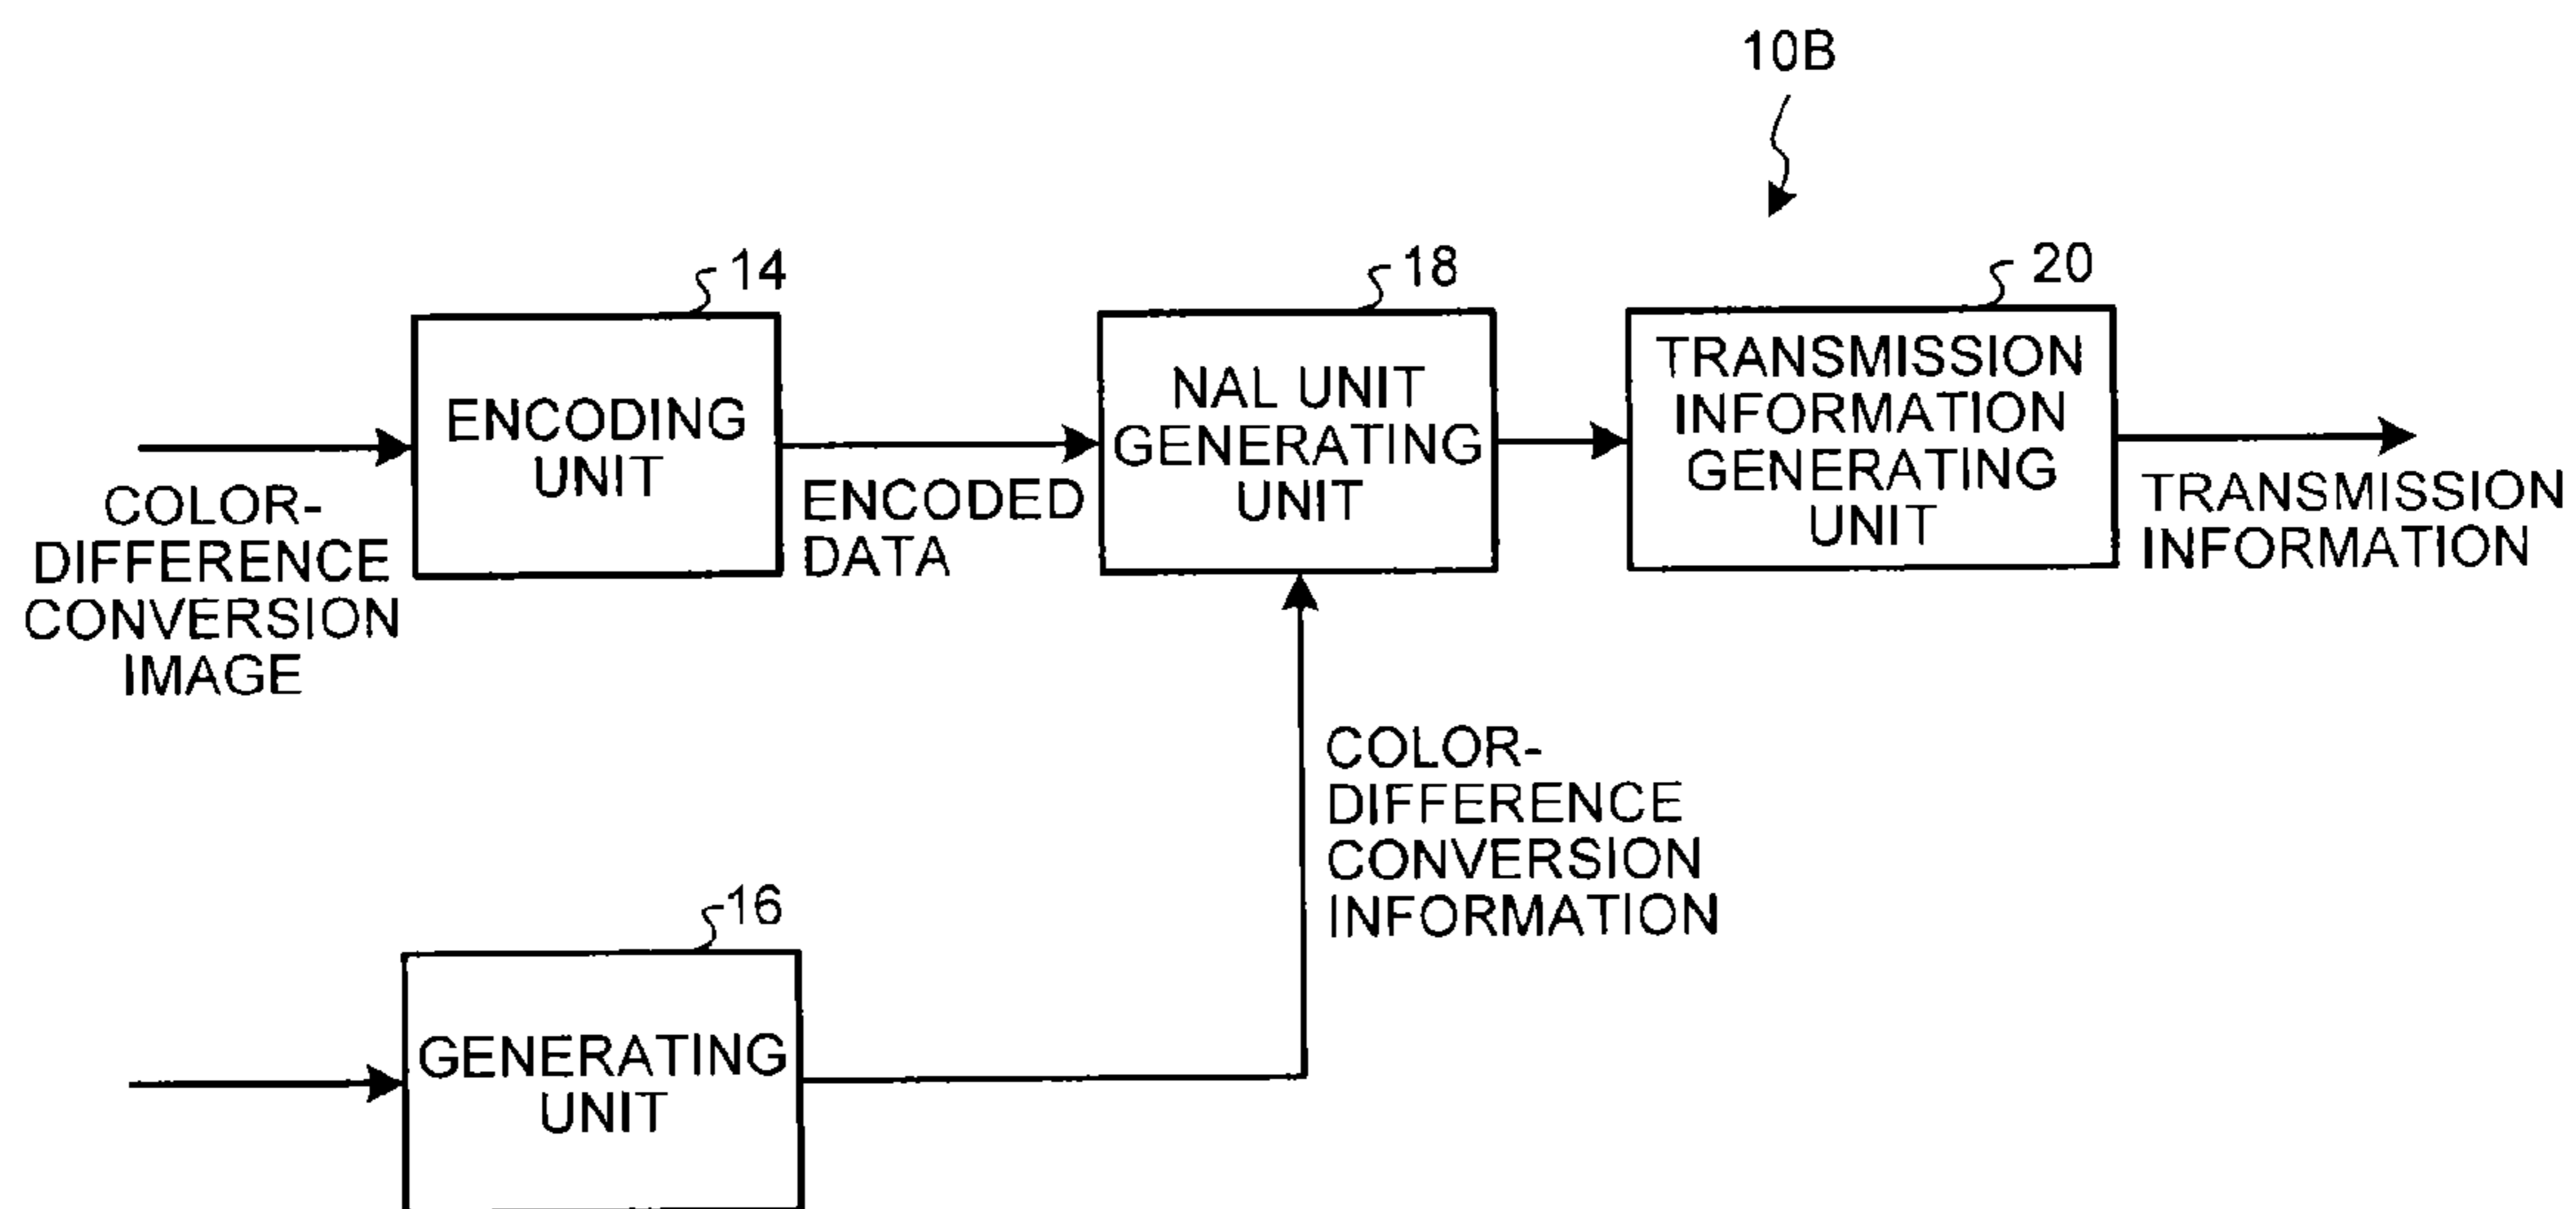 10B
14
18
20
ENCODING
UNIT
NAL UNIT
GENERATING
UNIT
TRANSMISSION
INFORMATION
GENERATING
UNIT
COLOR-
DIFFERENCE
CONVERSION
IMAGE
ENCODED
DATA
TRANSMISSION
INFORMATION
COLOR-
DIFFERENCE
CONVERSION
INFORMATION
16
GENERATING
UNIT